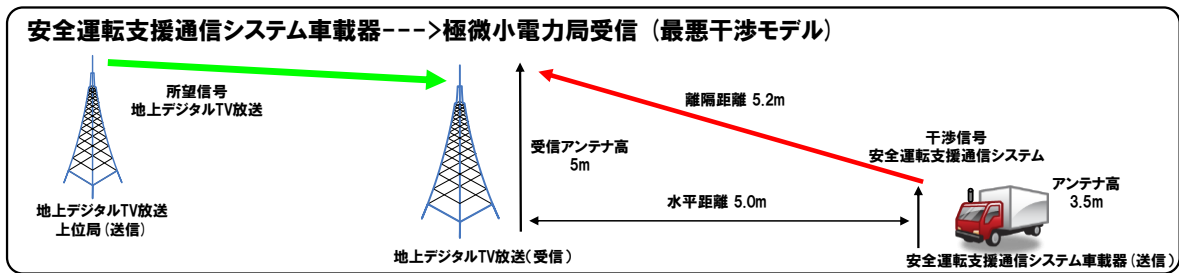 安全運転支援通信システム車載器--->極微小電力局受信 (最悪干渉モデル)
所望信号
地上デジタルTV放送
離隔距離 5.2m
受信アンテナ高
5m
干渉信号
安全運転支援通信システム
アンテナ高
3.5m
水平距離 5.0m
地上デジタルTV放送
上位局(送信)
地上デジタルTV放送(受信)
安全運転支援通信システム車載器(送信)